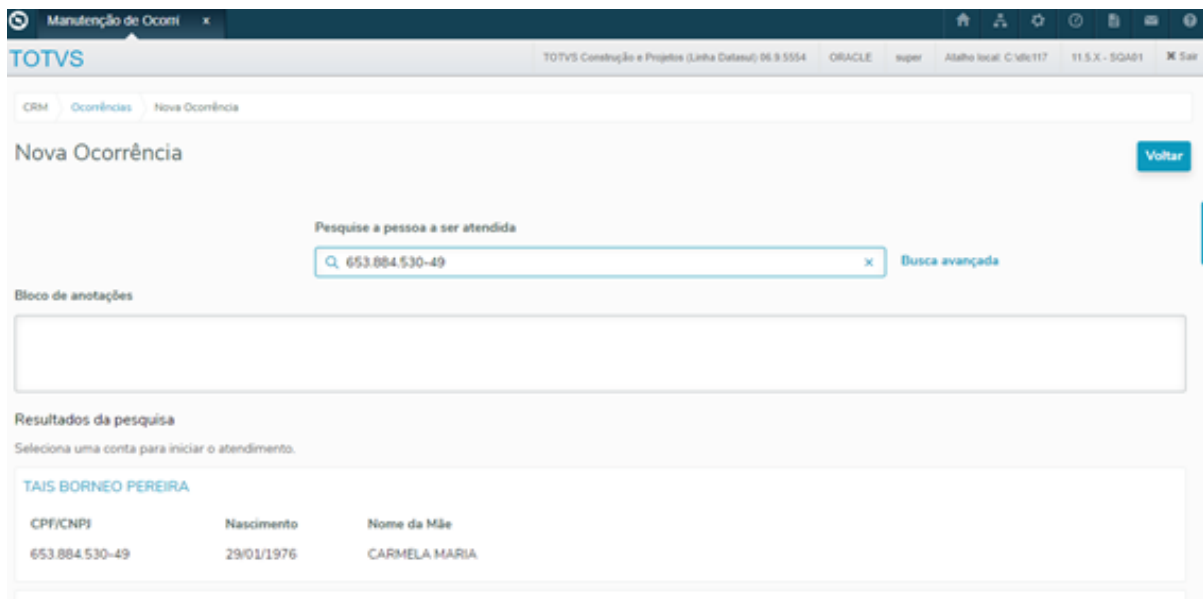 Manutenção de Ocorrí ×
TOTVS
TOTVS Construção e Projetos (Linha Datasul) 06.9.5554 ORACLE super Atalho local: C:\dlc117 11.5.X - SQA01 ✖ Sair
CRM Ocorrências Nova Ocorrência
Nova Ocorrência
Voltar
Pesquise a pessoa a ser atendida
653.884.530-49 × Busca avançada
Bloco de anotações
Resultados da pesquisa
Seleciona uma conta para iniciar o atendimento.
TAIS BORNEO PEREIRA
CPF/CNPJ Nascimento Nome da Mãe
653.884.530-49 29/01/1976 CARMELA MARIA